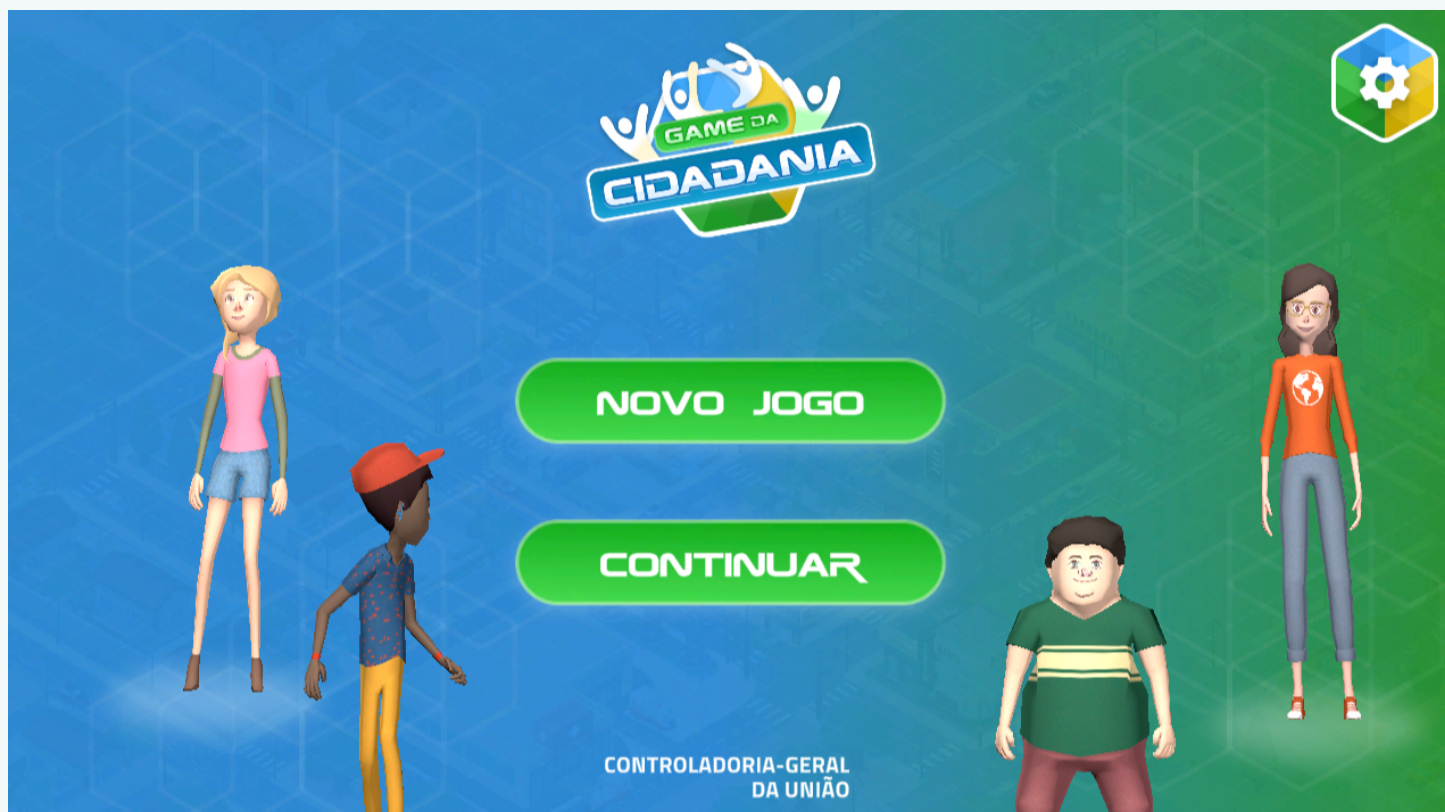 GAME DA
CIDADANIA
NOVO JOGO
CONTINUAR
CONTROLADORIA-GERAL
DA UNIÃO